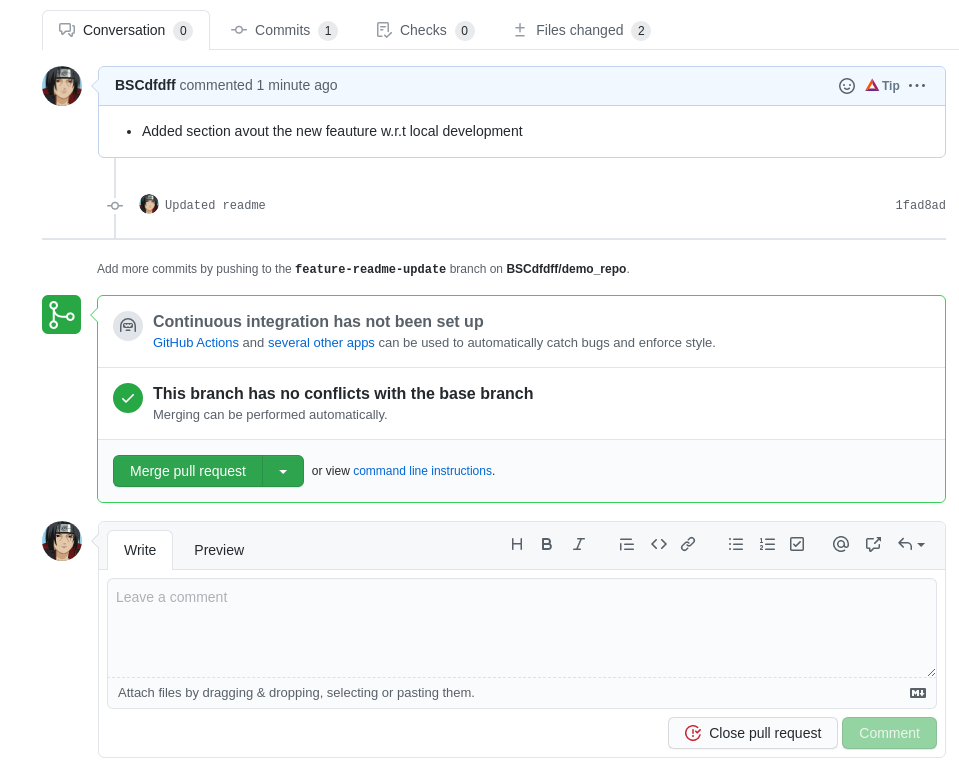 Conversation 0 Commits 1 Checks 0 Files changed 2
BSCdfdff commented 1 minute ago Tip
Added section avout the new feauture w.r.t local development
Updated readme 1fad8ad
Add more commits by pushing to the feature-readme-update branch on BSCdfdff/demo_repo.
Continuous integration has not been set up
GitHub Actions and several other apps can be used to automatically catch bugs and enforce style.
This branch has no conflicts with the base branch
Merging can be performed automatically.
Merge pull request or view command line instructions.
Write Preview
Leave a comment
Attach files by dragging & dropping, selecting or pasting them.
Close pull request Comment